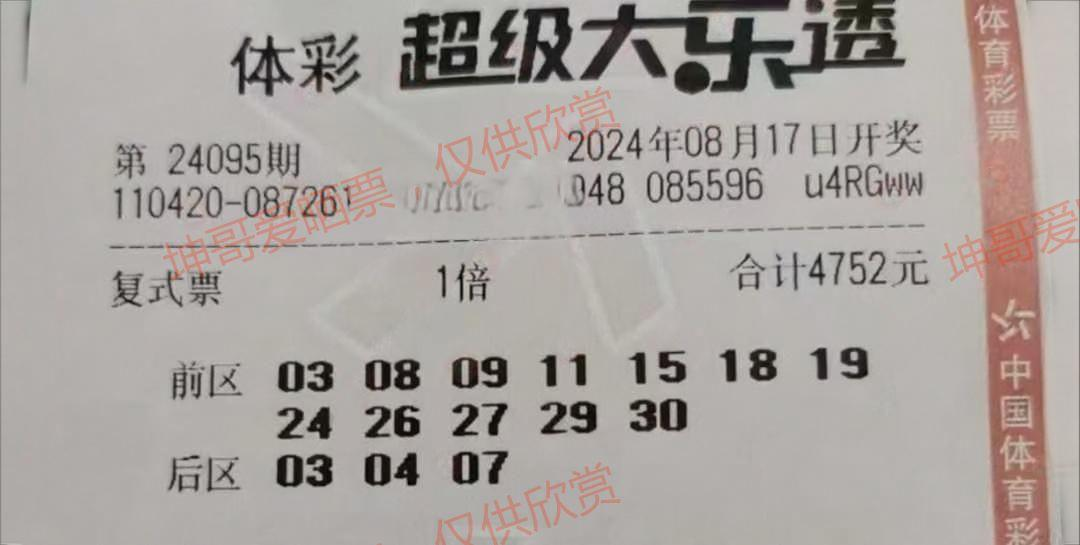 体彩 超级大乐透
第 24095期 2024年08月17日开奖
110420-087261 048 085596 u4RGww
复式票 1倍 合计4752元
前区 03 08 09 11 15 18 19
24 26 27 29 30
后区 03 04 07
体育彩票
中国体育彩
坤哥爱晒票，仅供欣赏
坤哥爱
仅供欣赏